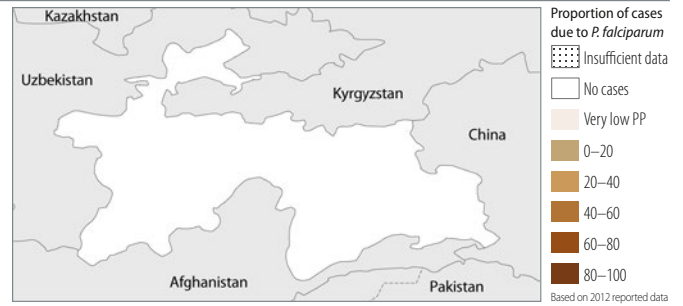 Kazakhstan
Uzbekistan
Kyrgyzstan
China
Afghanistan
Pakistan
Proportion of cases
due to P. falciparum
Insufficient data
No cases
Very low PP
0–20
20–40
40–60
60–80
80–100
Based on 2012 reported data